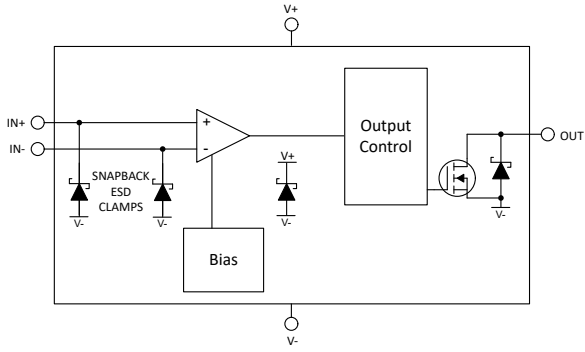 V+
IN+
IN-
+
-
Output
Control
OUT
SNAPBACK
ESD
CLAMPS
V+
V-
V-
V-
V-
Bias
V-